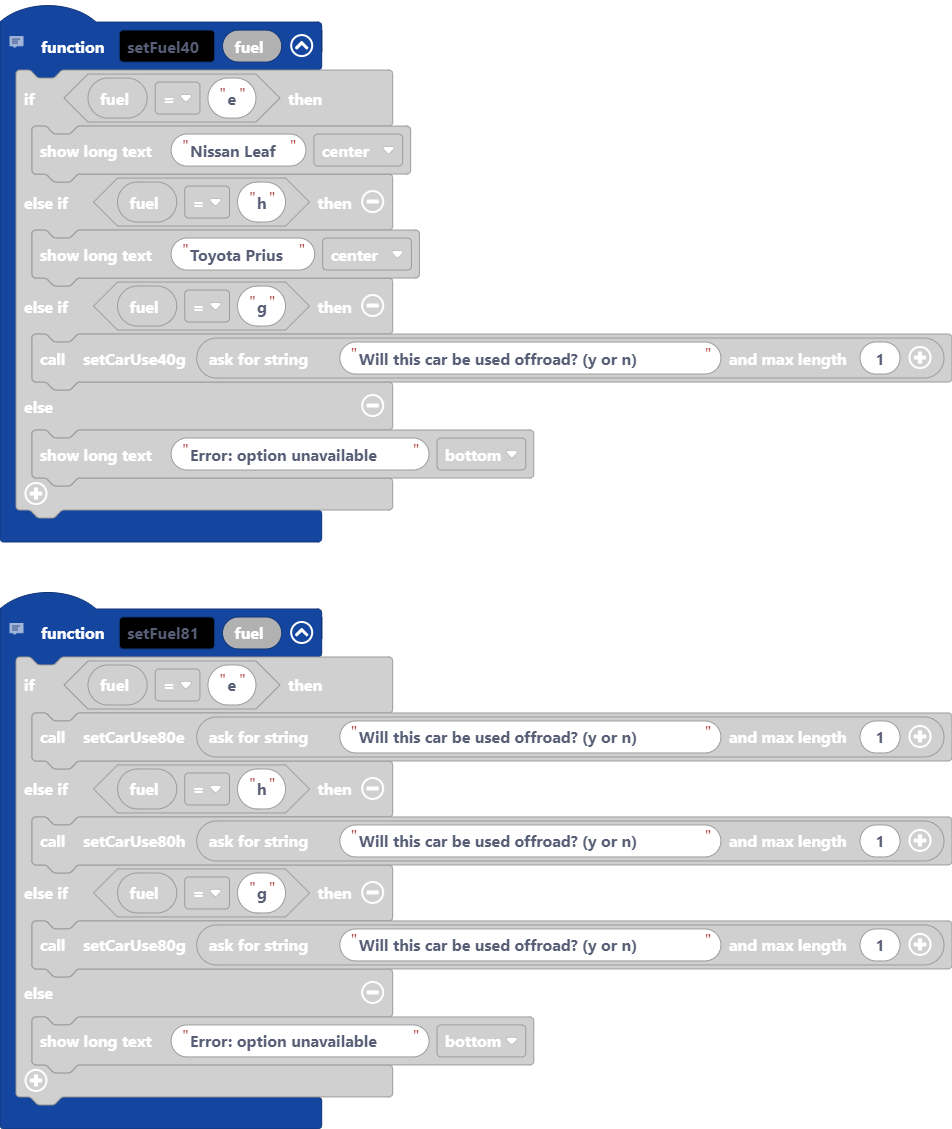 function setFuel40 fuel
if fuel = "e" then
show long text "Nissan Leaf" center
else if fuel = "h" then
show long text "Toyota Prius" center
else if fuel = "g" then
call setCarUse40g ask for string "Will this car be used offroad? (y or n)" and max length 1
else
show long text "Error: option unavailable" bottom
function setFuel81 fuel
if fuel = "e" then
call setCarUse80e ask for string "Will this car be used offroad? (y or n)" and max length 1
else if fuel = "h" then
call setCarUse80h ask for string "Will this car be used offroad? (y or n)" and max length 1
else if fuel = "g" then
call setCarUse80g ask for string "Will this car be used offroad? (y or n)" and max length 1
else
show long text "Error: option unavailable" bottom